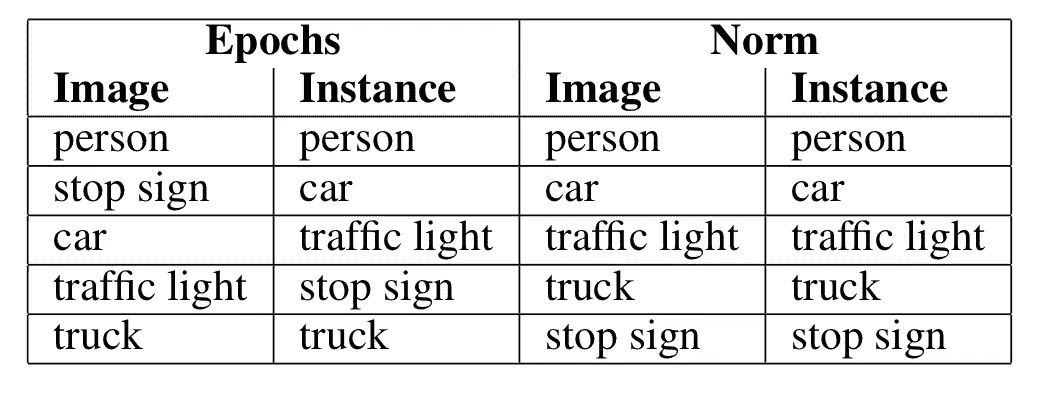 Epochs Norm
Image Instance Image Instance
person person person person
stop sign car car car
car traffic light traffic light traffic light
traffic light stop sign truck truck
truck truck stop sign stop sign